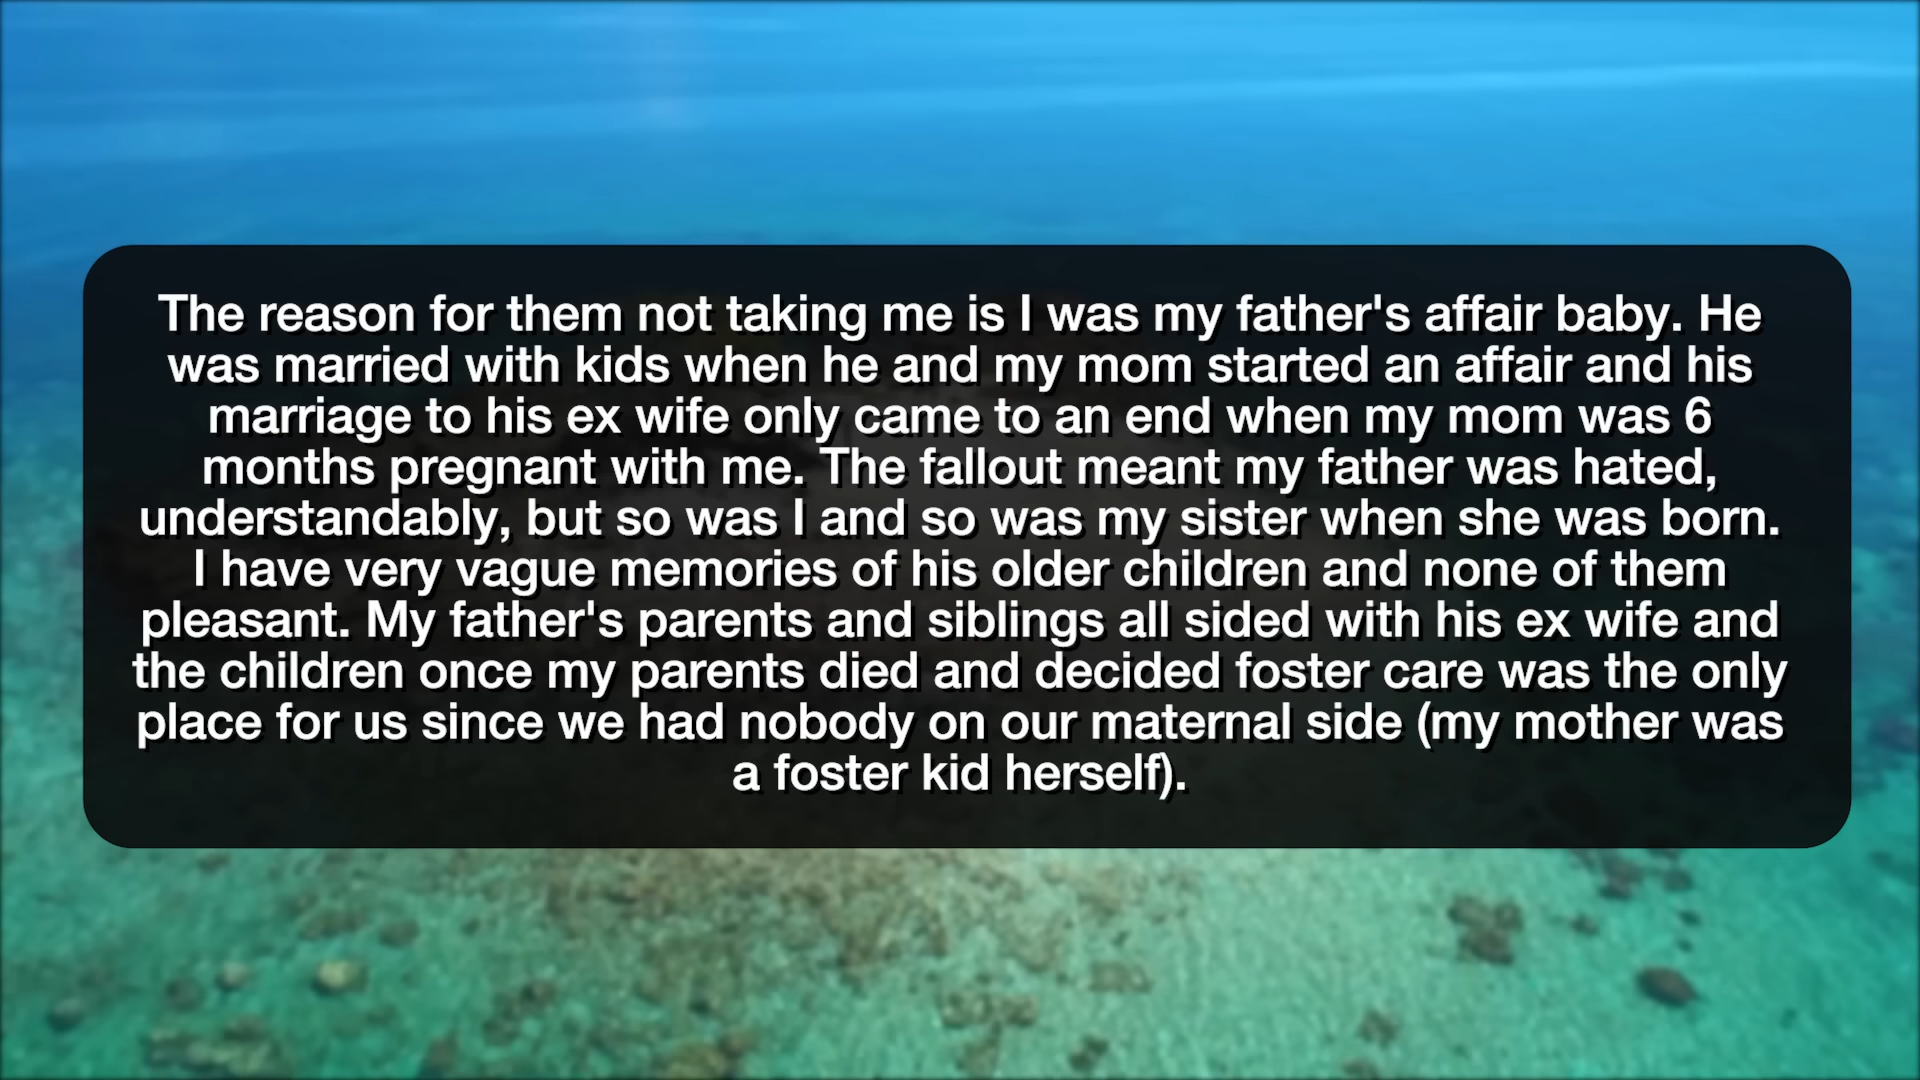 The reason for them not taking me is I was my father's affair baby. He
was married with kids when he and my mom started an affair and his
marriage to his ex wife only came to an end when my mom was 6
months pregnant with me. The fallout meant my father was hated,
understandably, but so was I and so was my sister when she was born.
I have very vague memories of his older children and none of them
pleasant. My father's parents and siblings all sided with his ex wife and
the children once my parents died and decided foster care was the only
place for us since we had nobody on our maternal side (my mother was
a foster kid herself).